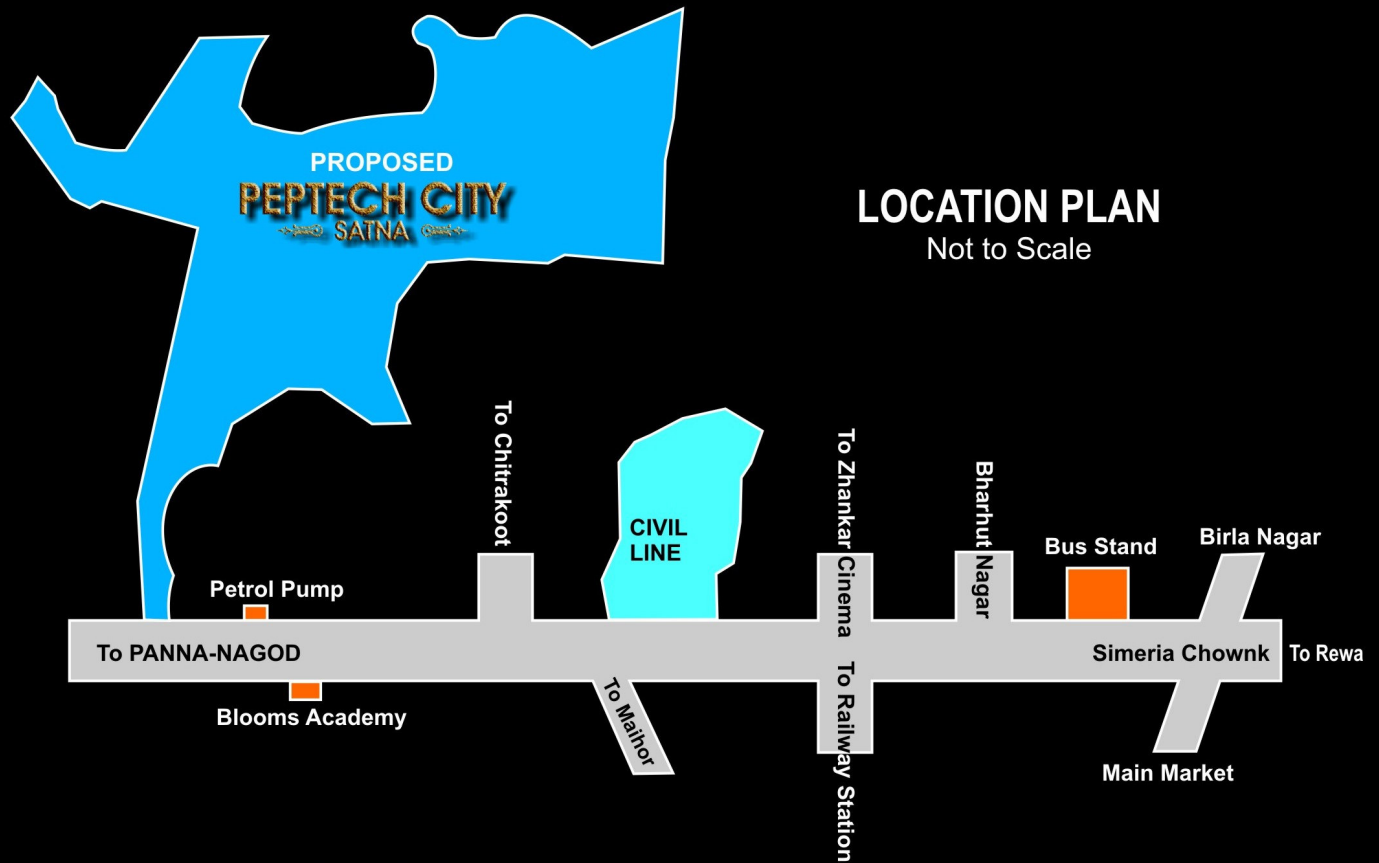 PROPOSED
PEPTECH CITY
SATNA
LOCATION PLAN
Not to Scale
To Chitrakoot
CIVIL
LINE
To Zhankar Cinema
Bharhut Nagar
Bus Stand
Birla Nagar
Petrol Pump
To PANNA-NAGOD
Simeria Chownk
To Rewa
Blooms Academy
To Maihor
To Railway Station
Main Market